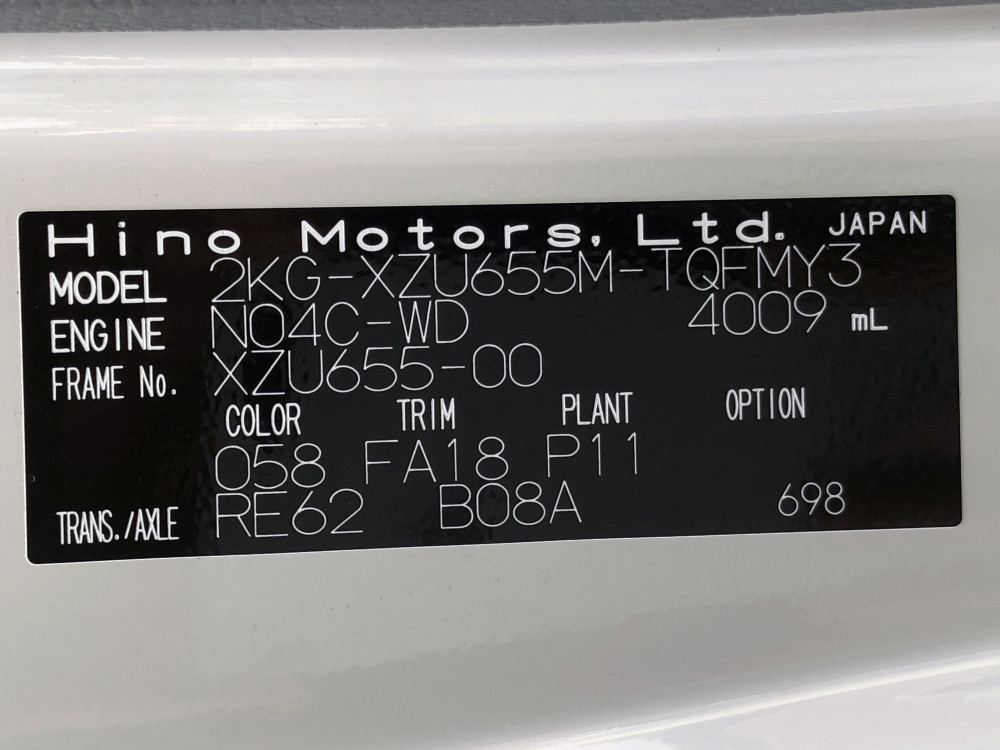 Hino Motors, Ltd. JAPAN
MODEL 2KG-XZU655M-TQFMY3
ENGINE N04C-WD 4009 mL
FRAME No. XZU655-00
COLOR TRIM PLANT OPTION
058 FA18 P11
TRANS./AXLE RE62 B08A 698